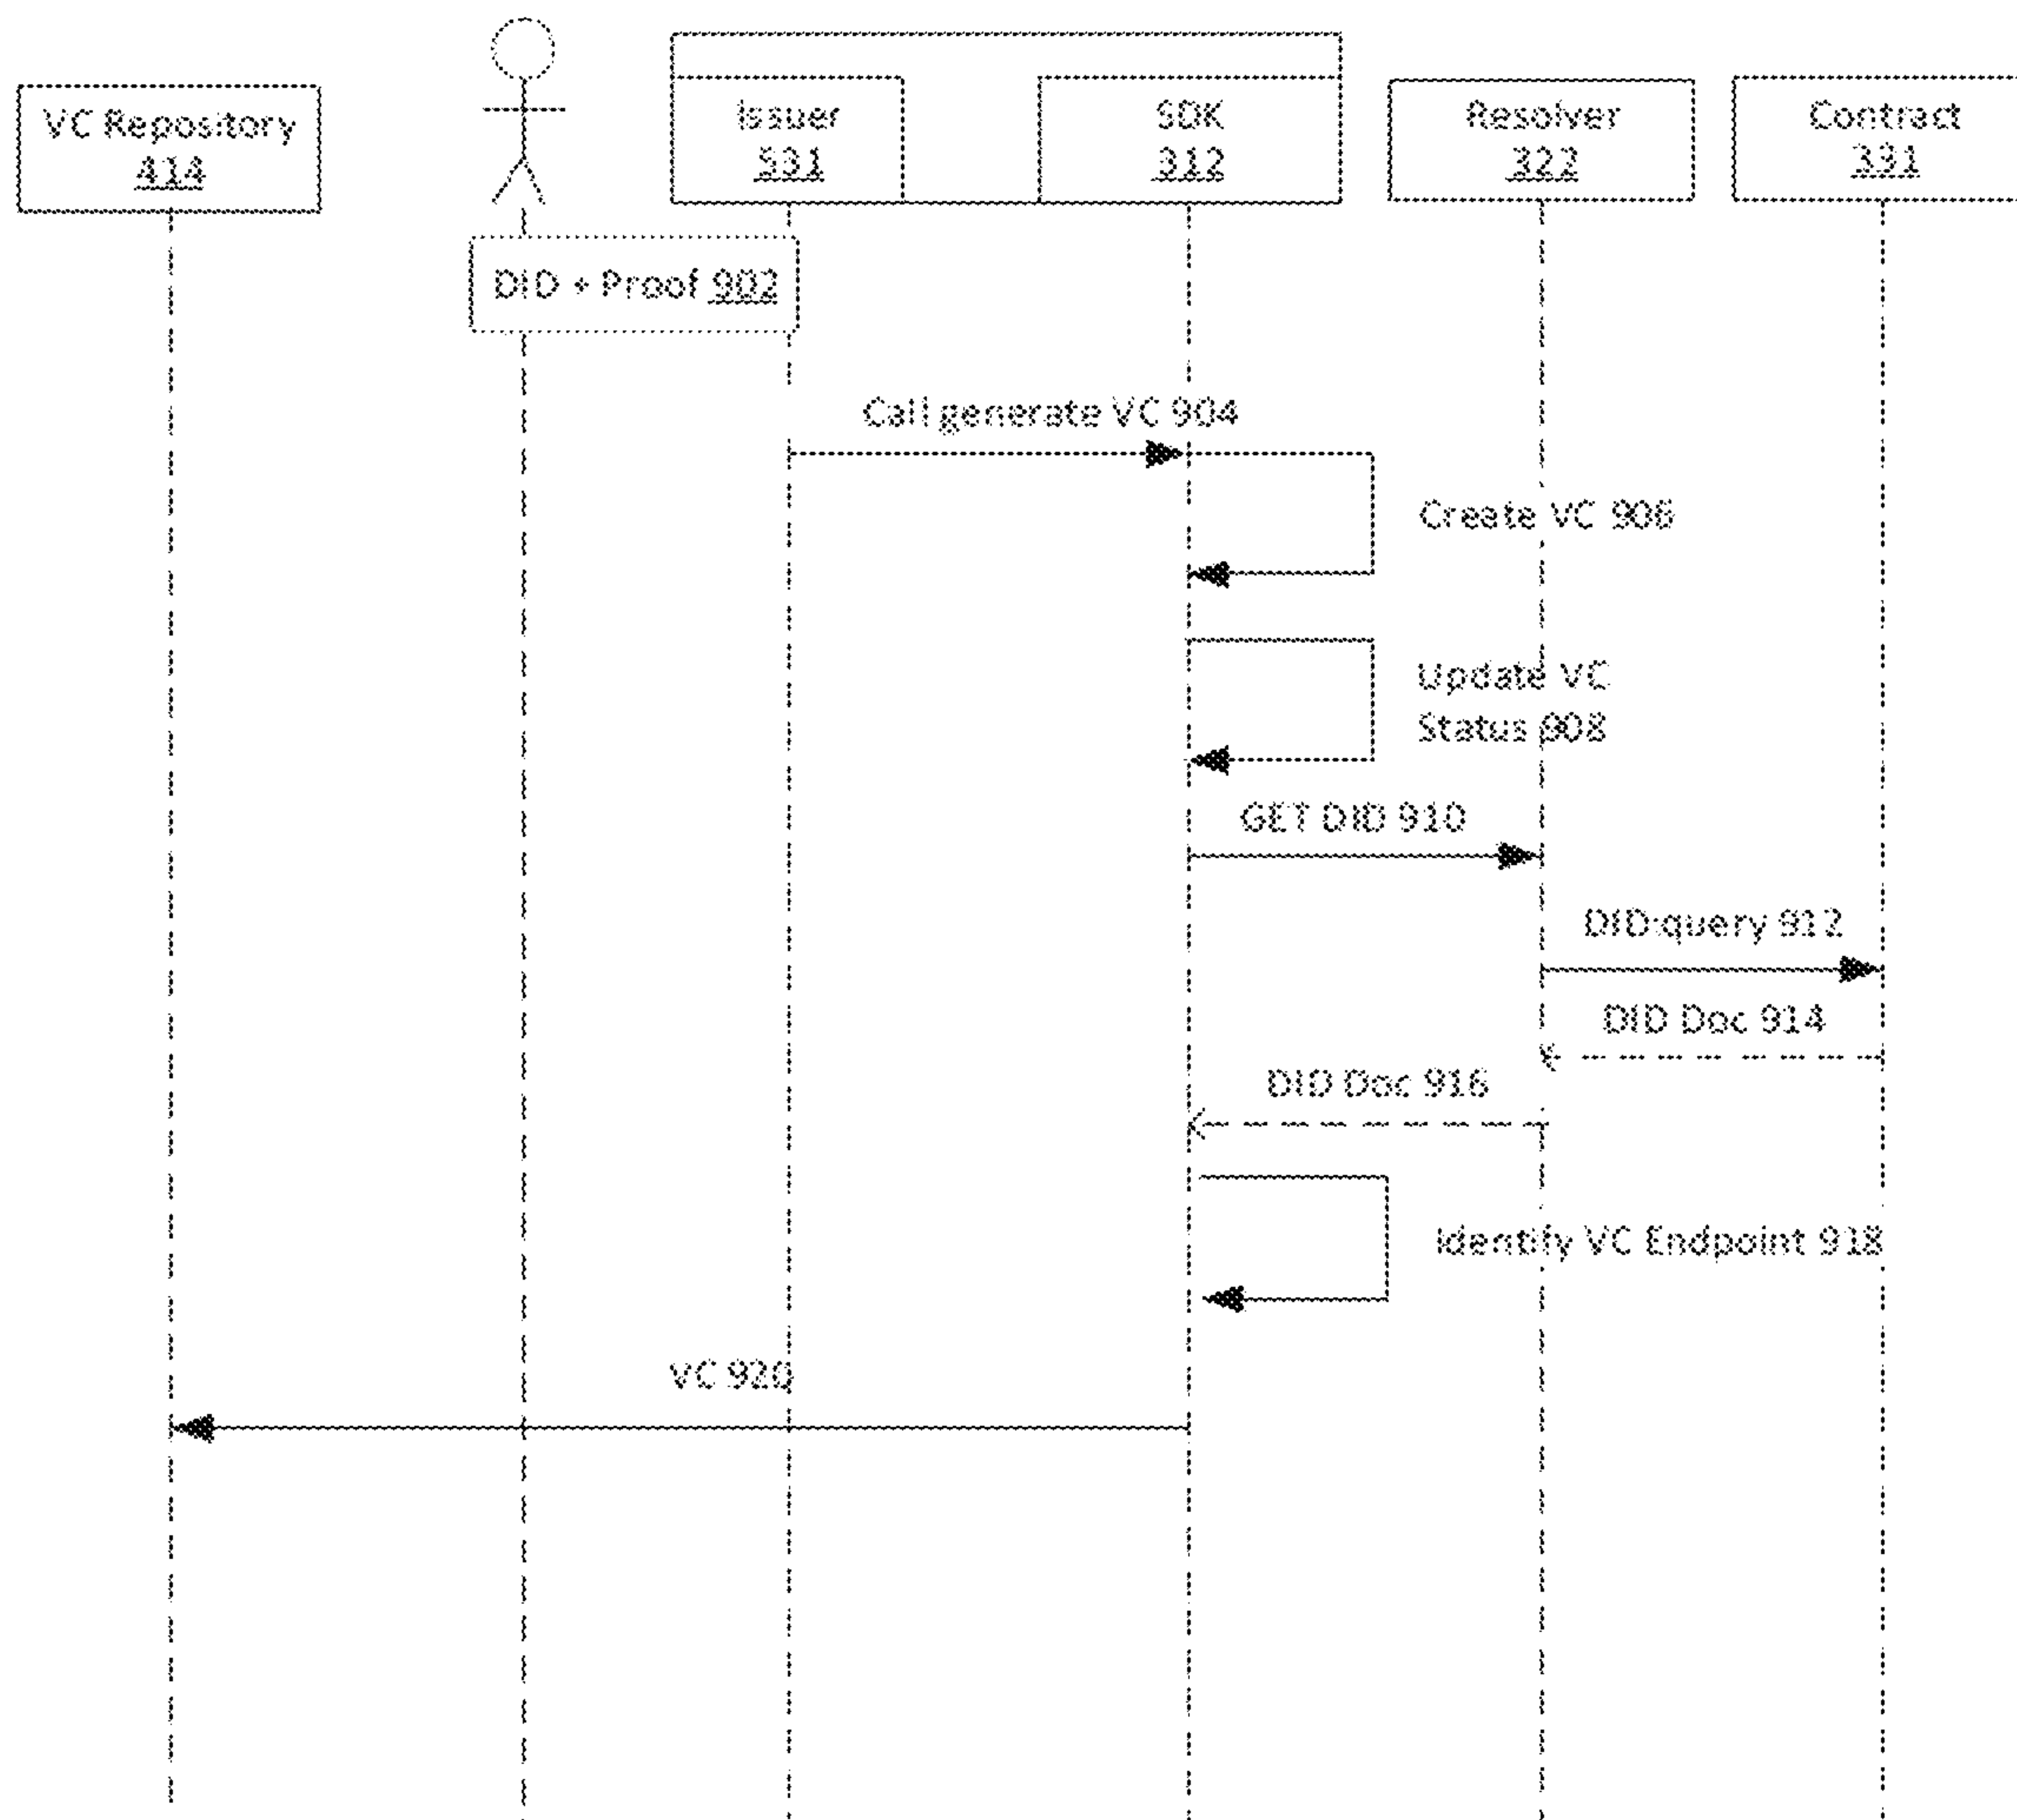 VC Repository
414
Issuer
531
SDK
312
Resolver
322
Contract
331
DID + Proof 902
Call generate VC 904
Create VC 906
Update VC
Status 908
GET DID 910
DID:query 912
DID Doc 914
DID Doc 916
Identify VC Endpoint 918
VC 920